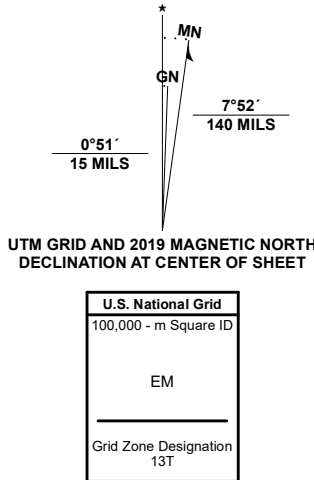 ★
MN
GN
7°52´
140 MILS
0°51´
15 MILS
UTM GRID AND 2019 MAGNETIC NORTH
DECLINATION AT CENTER OF SHEET
U.S. National Grid
100,000 - m Square ID
EM
Grid Zone Designation
13T